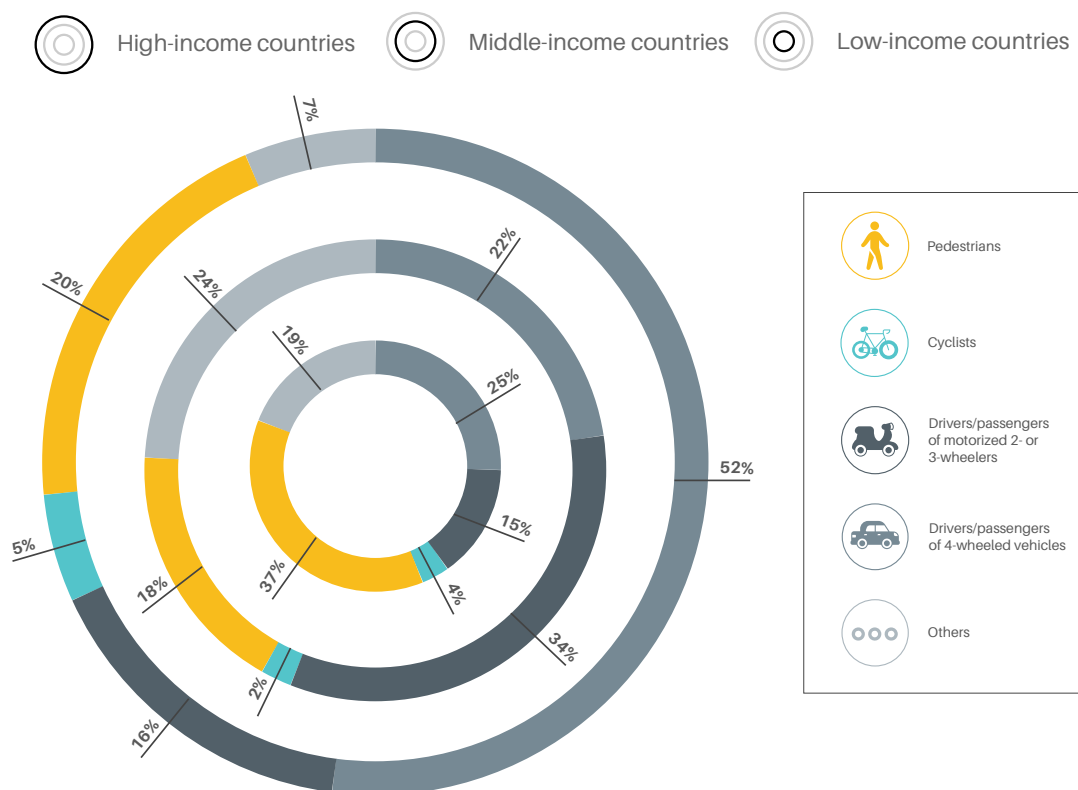 High-income countries
Middle-income countries
Low-income countries
7%
20%
5%
16%
52%
24%
22%
18%
2%
34%
19%
25%
15%
4%
37%
Pedestrians
Cyclists
Drivers/passengers
of motorized 2- or
3-wheelers
Drivers/passengers
of 4-wheeled vehicles
Others